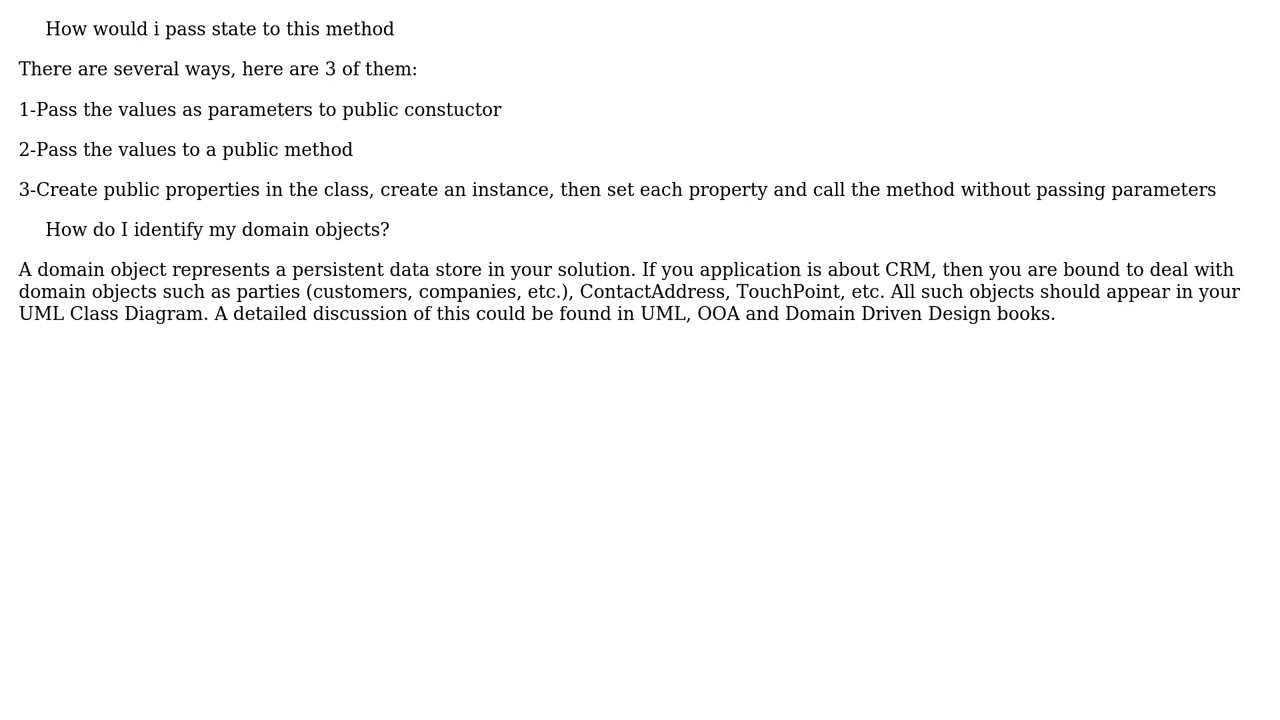 How would i pass state to this method
There are several ways, here are 3 of them:
1-Pass the values as parameters to public constuctor
2-Pass the values to a public method
3-Create public properties in the class, create an instance, then set each property and call the method without passing parameters
How do I identify my domain objects?
A domain object represents a persistent data store in your solution. If you application is about CRM, then you are bound to deal with
domain objects such as parties (customers, companies, etc.), ContactAddress, TouchPoint, etc. All such objects should appear in your
UML Class Diagram. A detailed discussion of this could be found in UML, OOA and Domain Driven Design books.